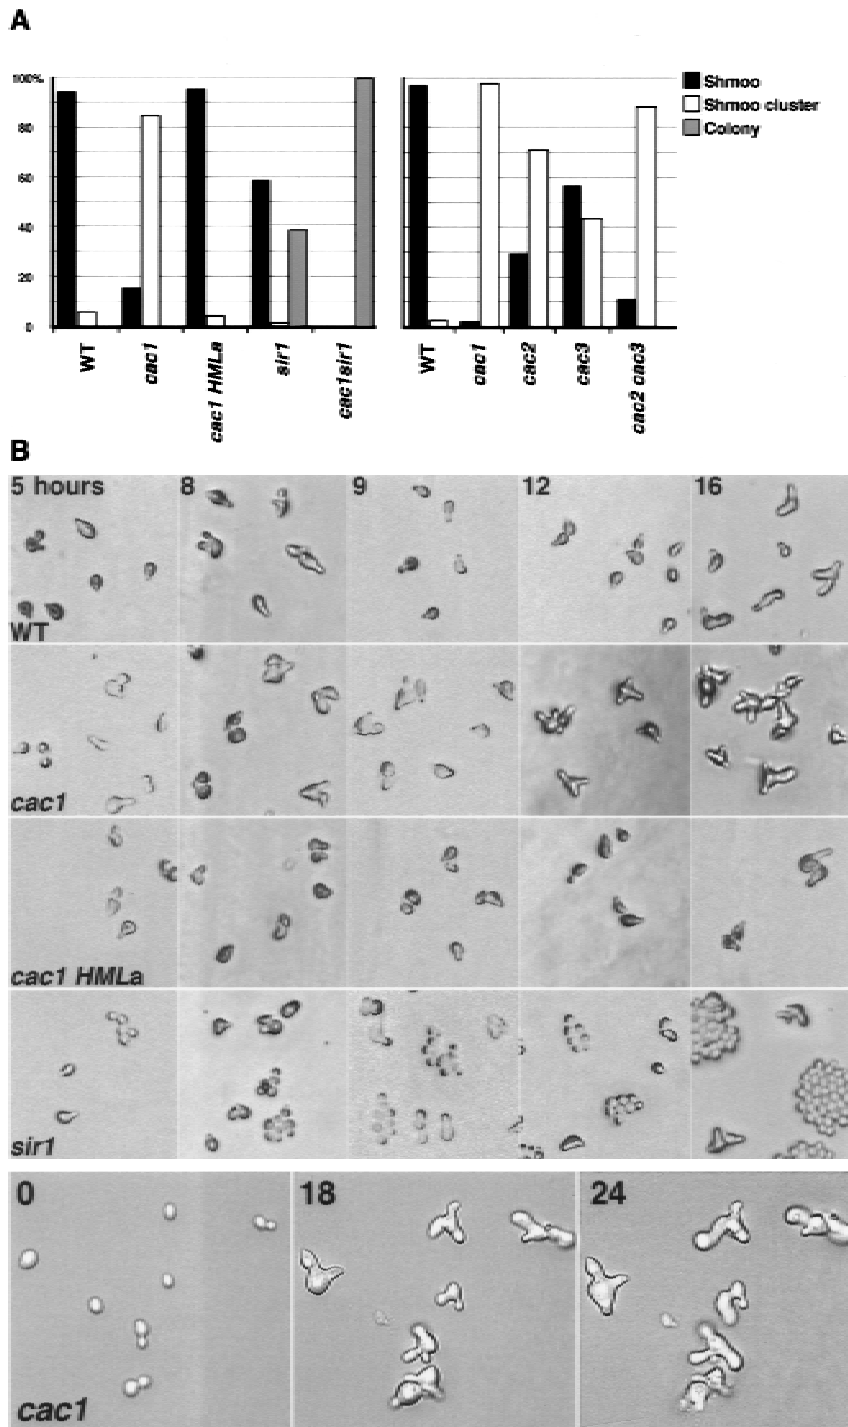 A
100%
80
60
40
20
0
WT
cac1
cac1 HMLa
sir1
cac1sir1
WT
cac1
cac2
cac3
cac2 cac3
Shmoo
Shmoo cluster
Colony
B
5 hours 8 9 12 16
WT
cac1
cac1 HMLa
sir1
0 18 24
cac1